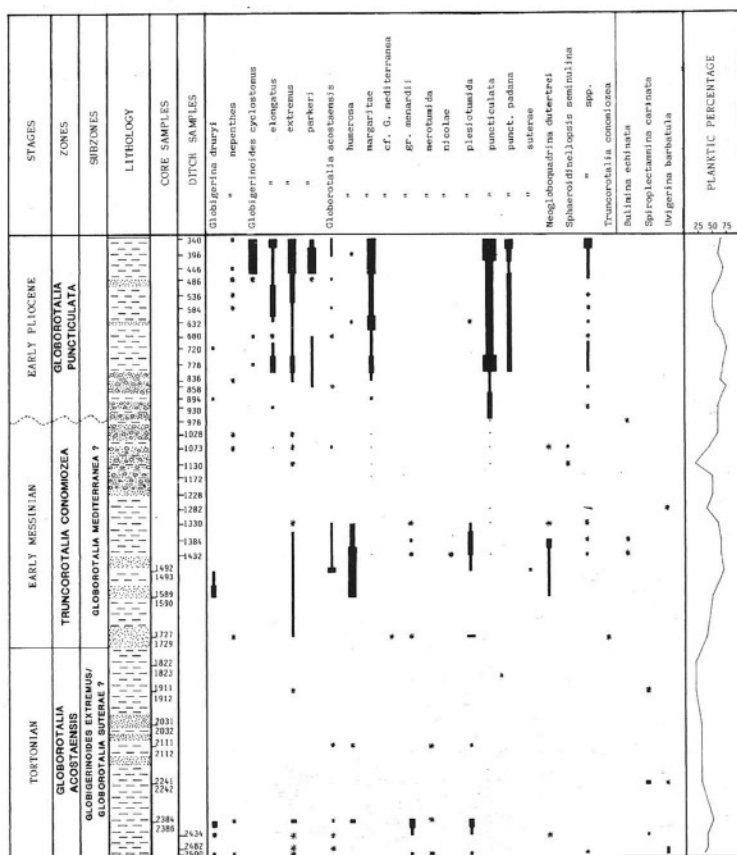 STAGES
ZONES
SUBZONES
LITHOLOGY
CORE SAMPLES
DITCH SAMPLES
Globigerina druryi
" nepenthes
Globigerinoides cyclostomus
" elongatus
" extremus
" parkeri
Globorotalia acostaensis
" humerosa
" margaritae
" cf. G. mediterranea
" gr. menardii
" merotumida
" nicolae
" plesiotumida
" puncticulata
" punct. padana
" suterae
Neogloboquadrina dutertrei
Sphaeroidinellopsis seminulina
" spp.
Truncorotalia conomiozea
Bulimina echinata
Spiroplectammina carinata
Uvigerina barbatula
PLANKTIC PERCENTAGE
25 50 75
EARLY PLIOCENE
GLOBOROTALIA
PUNCTICULATA
EARLY MESSINIAN
TRUNCOROTALIA CONOMIOZEA
GLOBOROTALIA MEDITERRANEA ?
TORTONIAN
GLOBOROTALIA
ACOSTAENSIS
GLOBIGERINOIDES EXTREMUS/
GLOBOROTALIA SUTERAE ?
340
396
446
486
536
584
632
680
720
778
836
858
894
930
978
1028
1073
1130
1172
1228
1282
1330
1384
1432
1492
1493
1589
1590
1727
1729
1822
1823
1911
1912
2031
2032
2111
2112
2241
2242
2384
2386
2434
2482
2500